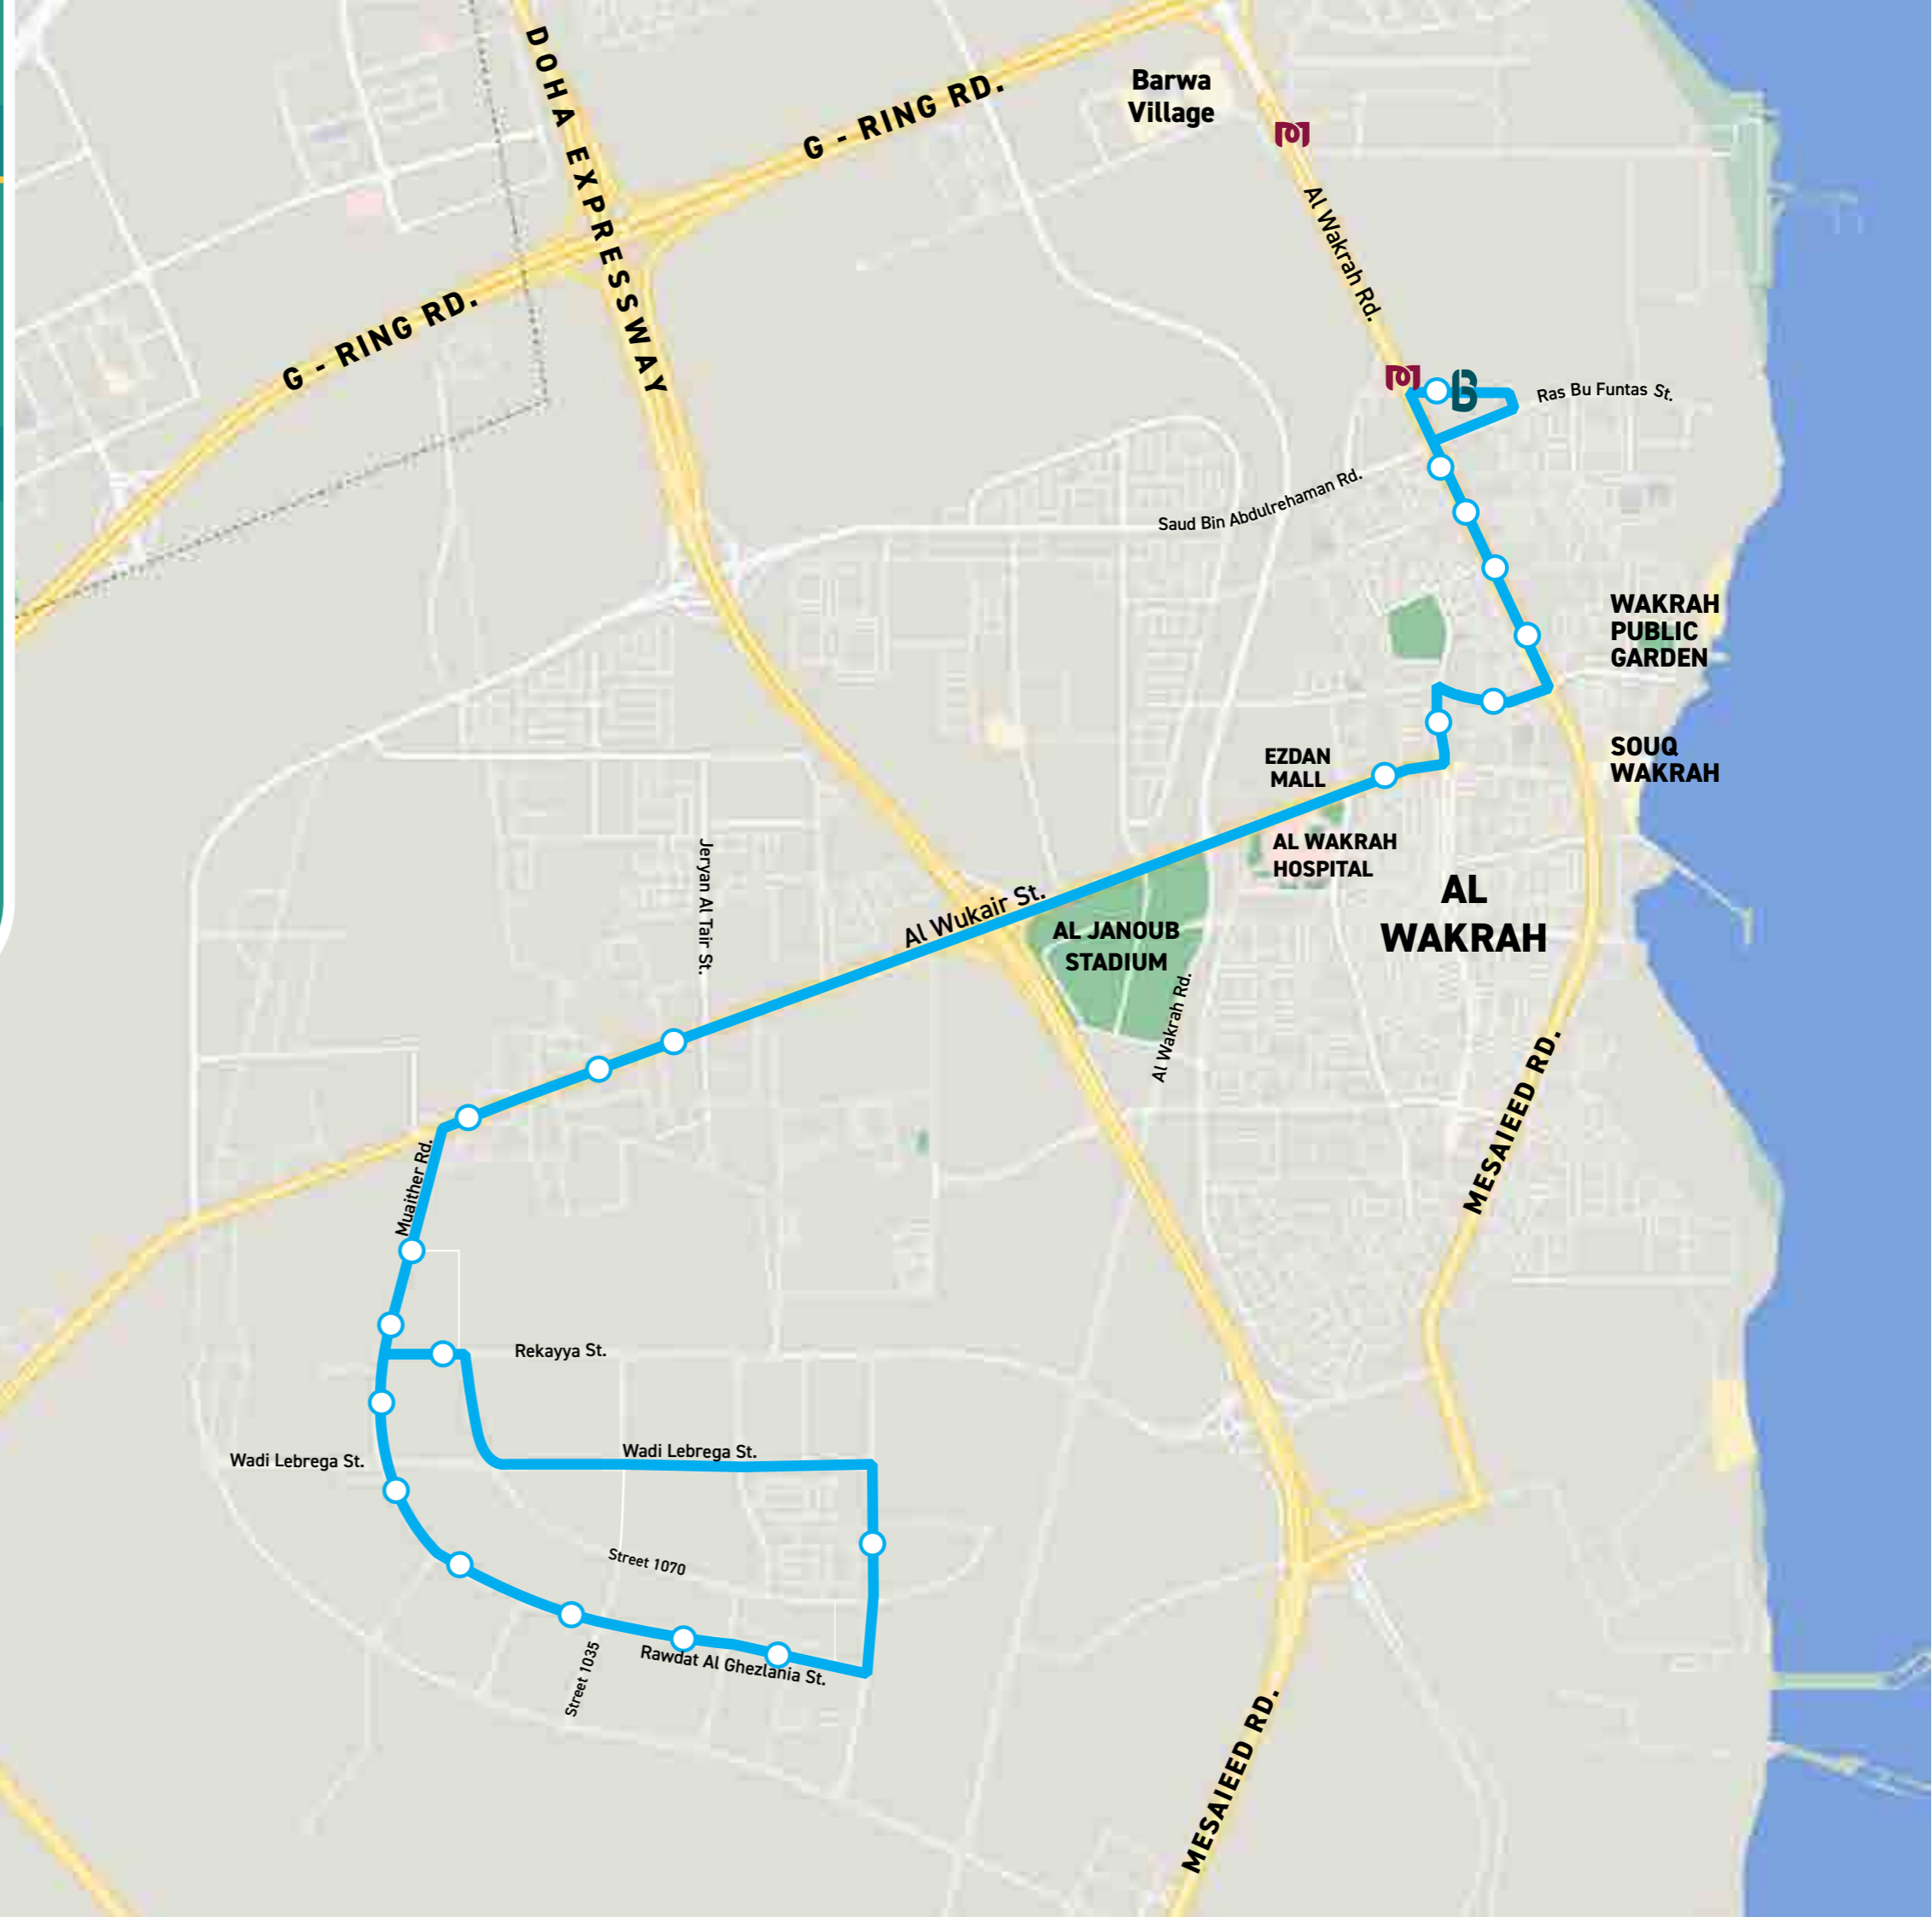 DOHA EXPRESSWAY
G - RING RD.
Barwa
Village
Al Wakrah Rd.
G - RING RD.
B
Ras Bu Funtas St.
Saud Bin Abdulrehaman Rd.
WAKRAH
PUBLIC
GARDEN
EZDAN
MALL
SOUQ
WAKRAH
AL WAKRAH
HOSPITAL
Jeryan Al Tair St.
Al Wukair St.
AL
WAKRAH
AL JANOUB
STADIUM
Al Wakrah Rd.
MESAIEED RD.
Muaither Rd.
Rekayya St.
Wadi Lebrega St.
Wadi Lebrega St.
Street 1070
Street 1035
Rawdat Al Ghezlania St.
MESAIEED RD.